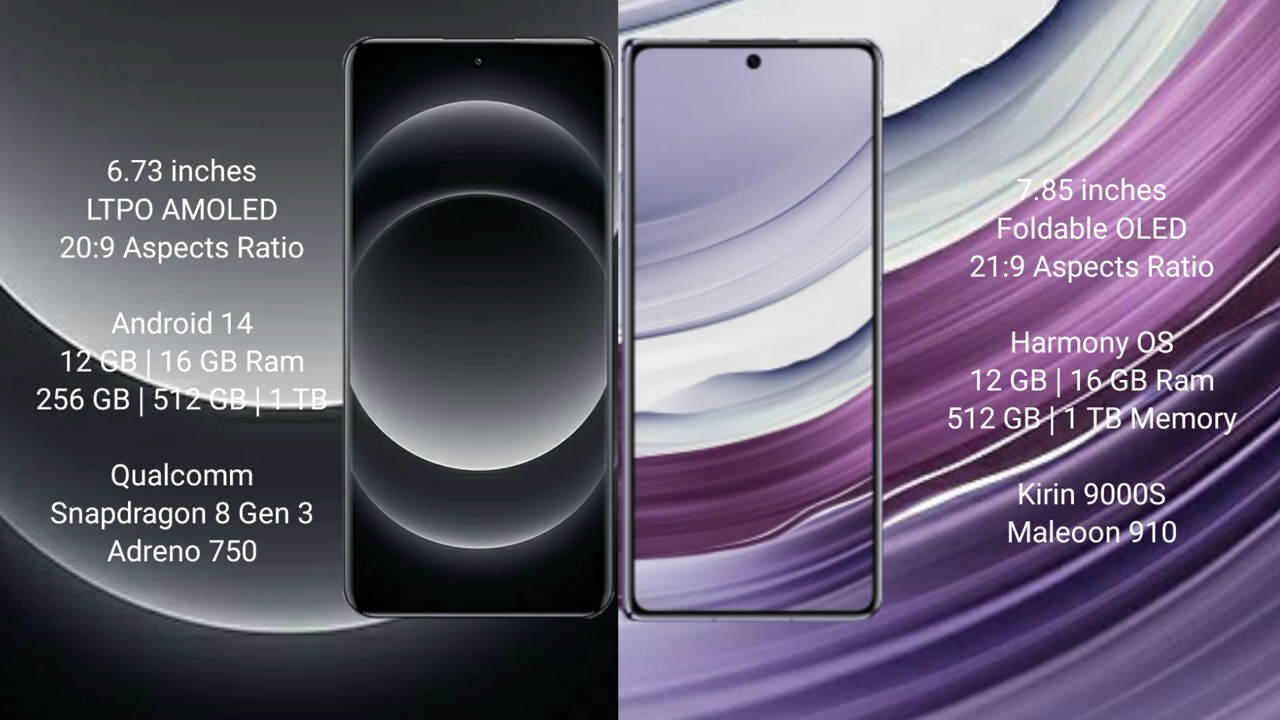 6.73 inches
LTPO AMOLED
20:9 Aspects Ratio
Android 14
12 GB | 16 GB Ram
256 GB | 512 GB | 1 TB
Qualcomm
Snapdragon 8 Gen 3
Adreno 750
7.85 inches
Foldable OLED
21:9 Aspects Ratio
Harmony OS
12 GB | 16 GB Ram
512 GB | 1 TB Memory
Kirin 9000S
Maleoon 910